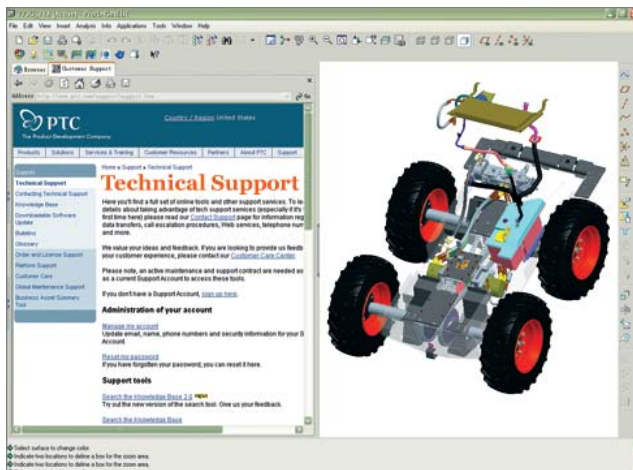 File Edit View Insert Analysis Info Applications Tools Window Help
Browser Customer Support
PTC
The Product Development Company
Country / Region United States
Products Solutions Services & Training Customer Resources Partners About PTC Support
Home ▸ Support ▸ Technical Support
Support
Technical Support
Contacting Technical Support
Knowledge Base
Downloadable Software
Update
Bulletins
Glossary
Order and License Support
Platform Support
Customer Care
Global Maintenance Support
Business Asset Summary
Tool
Technical Support
Here you'll find a full set of online tools and other support services. To le
details about taking advantage of tech support services (especially if it's
first time here) please read our Contact Support page for information reg
data transfers, call escalation procedures, Web services, telephone num
and more.
We value your ideas and feedback. If you are looking to provide us feedb
your customer experience, please contact our Customer Care Center.
Please note, an active maintenance and support contract are needed as
as a current Support Account to access these tools.
If you don't have a Support Account, sign up here.
Administration of your account
Manage my account
Update email, name, phone numbers and security information for your S
Account.
Reset my password
If you have forgotten your password, you can reset it here.
Support tools
Search the Knowledge Base 2.0
Try out the new version of the search tool. Give us your feedback.
Search the Knowledge Base
Select surface to change color.
Indicate two locations to define a box for the zoom area.
Indicate two locations to define a box for the zoom area.